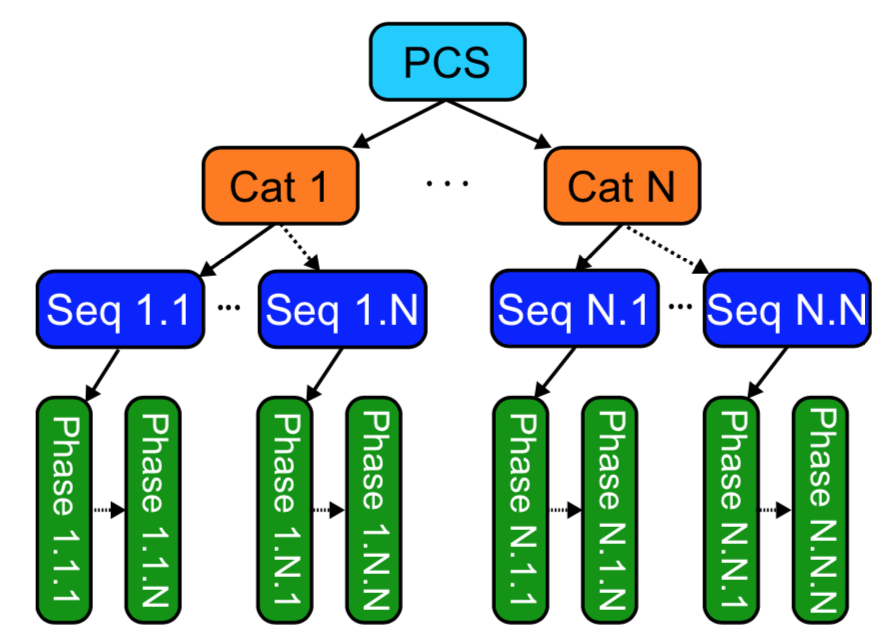 PCS
Cat 1
...
Cat N
Seq 1.1
...
Seq 1.N
Seq N.1
...
Seq N.N
Phase 1.1.1
Phase 1.1.N
Phase 1.N.1
Phase 1.N.N
Phase N.1.1
Phase N.1.N
Phase N.N.1
Phase N.N.N